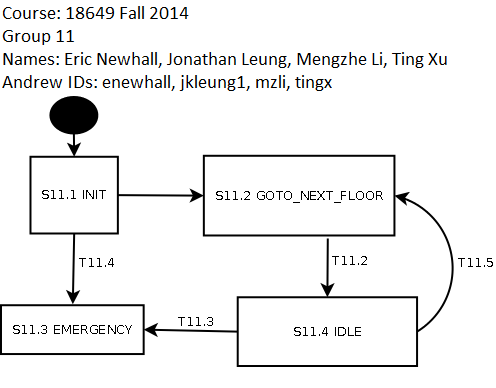 Course: 18649 Fall 2014
Group 11
Names: Eric Newhall, Jonathan Leung, Mengzhe Li, Ting Xu
Andrew IDs: enewhall, jkleung1, mzli, tingx
S11.1 INIT
S11.2 GOTO_NEXT_FLOOR
T11.4
T11.2
T11.5
S11.3 EMERGENCY
T11.3
S11.4 IDLE